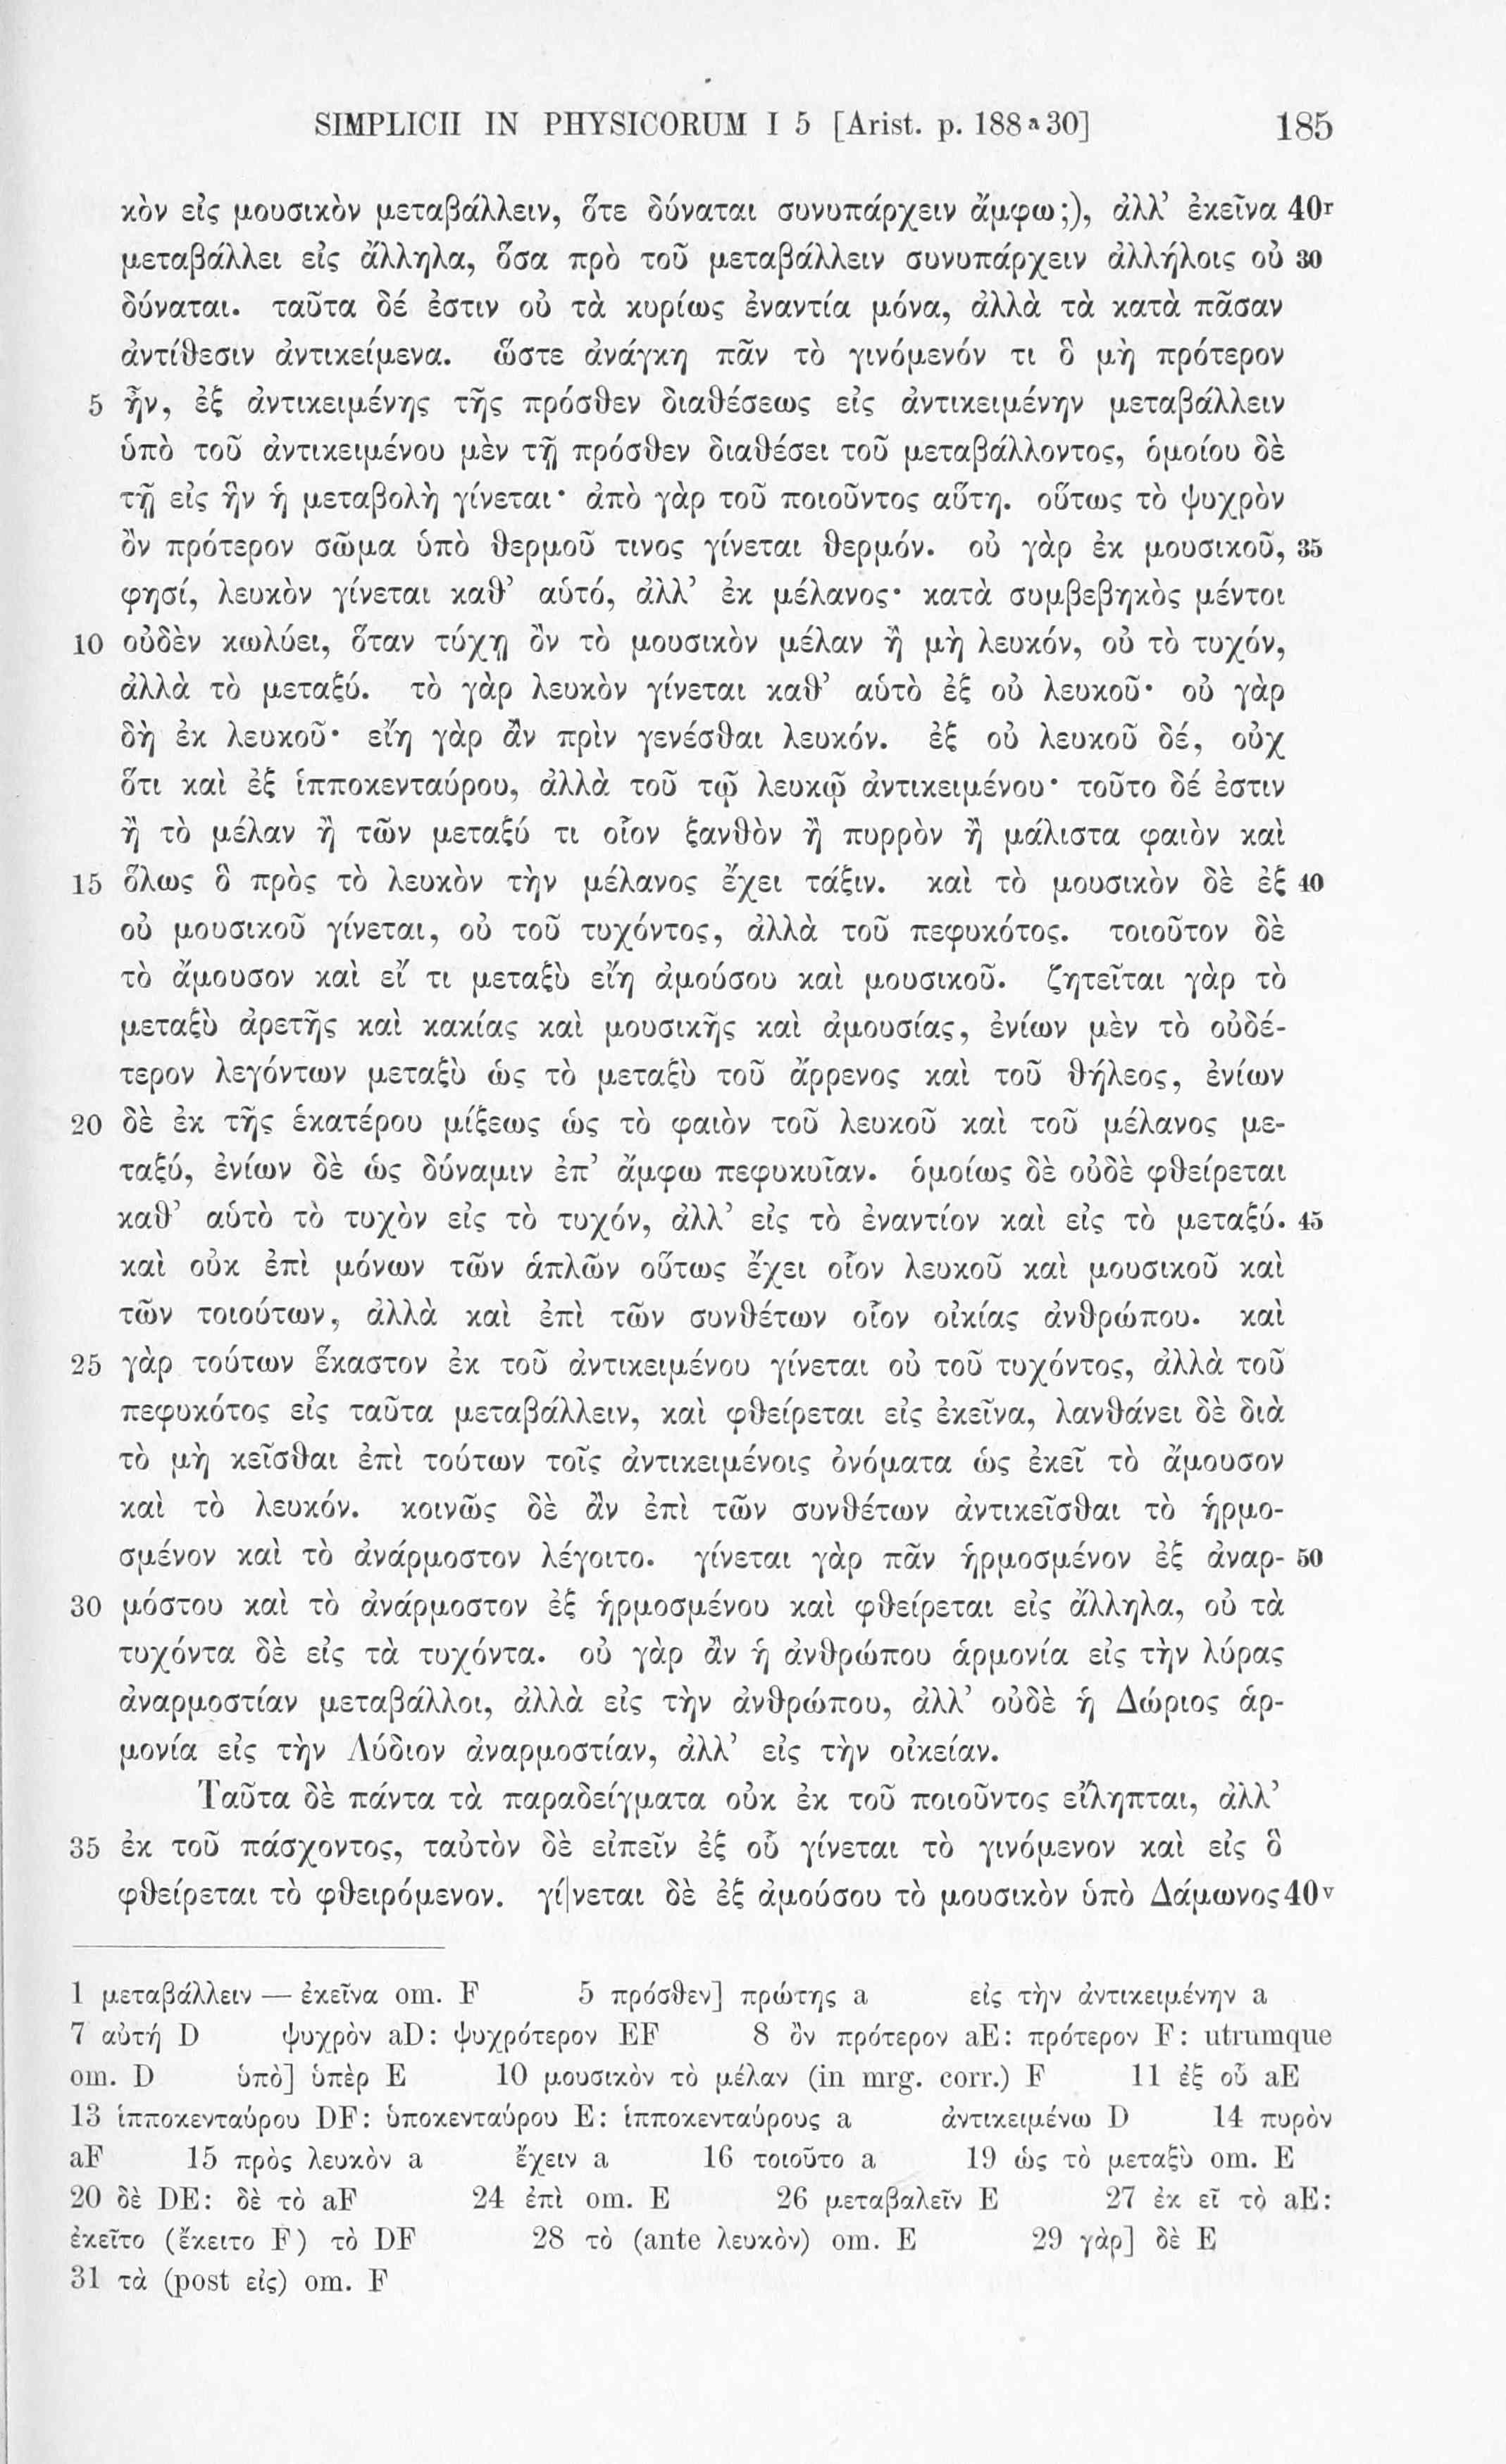 SIMPLICII IN PHYSICORUM I 5 [Arist. p. 188ᵃ30] 185
κὸν εἰς μουσικὸν μεταβάλλειν, ὅτε δύναται συνυπάρχειν ἄμφω;), ἀλλ’ ἐκεῖνα 40r
μεταβάλλει εἰς ἄλληλα, ὅσα πρὸ τοῦ μεταβάλλειν συνυπάρχειν ἀλλήλοις οὐ 30
δύναται. ταῦτα δέ ἐστιν οὐ τὰ κυρίως ἐναντία μόνα, ἀλλὰ τὰ κατὰ πᾶσαν
ἀντίθεσιν ἀντικείμενα. ὥστε ἀνάγκη πᾶν τὸ γινόμενόν τι ὃ μὴ πρότερον
5 ἦν, ἐξ ἀντικειμένης τῆς πρόσθεν διαθέσεως εἰς ἀντικειμένην μεταβάλλειν
ὑπὸ τοῦ ἀντικειμένου μὲν τῇ πρόσθεν διαθέσει τοῦ μεταβάλλοντος, ὁμοίου δὲ
τῇ εἰς ἣν ἡ μεταβολὴ γίνεται· ἀπὸ γὰρ τοῦ ποιοῦντος αὕτη. οὕτως τὸ ψυχρὸν
ὂν πρότερον σῶμα ὑπὸ θερμοῦ τινος γίνεται θερμόν. οὐ γὰρ ἐκ μουσικοῦ, 35
φησί, λευκὸν γίνεται καθ’ αὑτό, ἀλλ’ ἐκ μέλανος· κατὰ συμβεβηκὸς μέντοι
10 οὐδὲν κωλύει, ὅταν τύχῃ ὂν τὸ μουσικὸν μέλαν ἢ μὴ λευκόν, οὐ τὸ τυχόν,
ἀλλὰ τὸ μεταξύ. τὸ γὰρ λευκὸν γίνεται καθ’ αὑτὸ ἐξ οὐ λευκοῦ· οὐ γὰρ
δὴ ἐκ λευκοῦ· εἴη γὰρ ἂν πρὶν γενέσθαι λευκόν. ἐξ οὐ λευκοῦ δέ, οὐχ
ὅτι καὶ ἐξ ἱπποκενταύρου, ἀλλὰ τοῦ τῷ λευκῷ ἀντικειμένου· τοῦτο δέ ἐστιν
ἢ τὸ μέλαν ἢ τῶν μεταξύ τι οἷον ξανθὸν ἢ πυρρὸν ἢ μάλιστα φαιὸν καὶ
15 ὅλως ὃ πρὸς τὸ λευκὸν τὴν μέλανος ἔχει τάξιν. καὶ τὸ μουσικὸν δὲ ἐξ 40
οὐ μουσικοῦ γίνεται, οὐ τοῦ τυχόντος, ἀλλὰ τοῦ πεφυκότος. τοιοῦτον δὲ
τὸ ἄμουσον καὶ εἴ τι μεταξὺ εἴη ἀμούσου καὶ μουσικοῦ. ζητεῖται γὰρ τὸ
μεταξὺ ἀρετῆς καὶ κακίας καὶ μουσικῆς καὶ ἀμουσίας, ἐνίων μὲν τὸ οὐδέ-
τερον λεγόντων μεταξὺ ὡς τὸ μεταξὺ τοῦ ἄρρενος καὶ τοῦ θήλεος, ἐνίων
20 δὲ ἐκ τῆς ἑκατέρου μίξεως ὡς τὸ φαιὸν τοῦ λευκοῦ καὶ τοῦ μέλανος με-
ταξύ, ἐνίων δὲ ὡς δύναμιν ἐπ’ ἄμφω πεφυκυῖαν. ὁμοίως δὲ οὐδὲ φθείρεται
καθ’ αὑτὸ τὸ τυχὸν εἰς τὸ τυχόν, ἀλλ’ εἰς τὸ ἐναντίον καὶ εἰς τὸ μεταξύ. 45
καὶ οὐκ ἐπὶ μόνων τῶν ἁπλῶν οὕτως ἔχει οἷον λευκοῦ καὶ μουσικοῦ καὶ
τῶν τοιούτων, ἀλλὰ καὶ ἐπὶ τῶν συνθέτων οἷον οἰκίας ἀνθρώπου. καὶ
25 γὰρ τούτων ἕκαστον ἐκ τοῦ ἀντικειμένου γίνεται οὐ τοῦ τυχόντος, ἀλλὰ τοῦ
πεφυκότος εἰς ταῦτα μεταβάλλειν, καὶ φθείρεται εἰς ἐκεῖνα, λανθάνει δὲ διὰ
τὸ μὴ κεῖσθαι ἐπὶ τούτων τοῖς ἀντικειμένοις ὀνόματα ὡς ἐκεῖ τὸ ἄμουσον
καὶ τὸ λευκόν. κοινῶς δὲ ἂν ἐπὶ τῶν συνθέτων ἀντικεῖσθαι τὸ ἡρμο-
σμένον καὶ τὸ ἀνάρμοστον λέγοιτο. γίνεται γὰρ πᾶν ἡρμοσμένον ἐξ ἀναρ- 50
30 μόστου καὶ τὸ ἀνάρμοστον ἐξ ἡρμοσμένου καὶ φθείρεται εἰς ἄλληλα, οὐ τὰ
τυχόντα δὲ εἰς τὰ τυχόντα. οὐ γὰρ ἂν ἡ ἀνθρώπου ἁρμονία εἰς τὴν λύρας
ἀναρμοστίαν μεταβάλλοι, ἀλλὰ εἰς τὴν ἀνθρώπου, ἀλλ’ οὐδὲ ἡ Δώριος ἁρ-
μονία εἰς τὴν Λύδιον ἀναρμοστίαν, ἀλλ’ εἰς τὴν οἰκείαν.
Ταῦτα δὲ πάντα τὰ παραδείγματα οὐκ ἐκ τοῦ ποιοῦντος εἴληπται, ἀλλ’
35 ἐκ τοῦ πάσχοντος, ταὐτὸν δὲ εἰπεῖν ἐξ οὗ γίνεται τὸ γινόμενον καὶ εἰς ὃ
φθείρεται τὸ φθειρόμενον. γί|νεται δὲ ἐξ ἀμούσου τὸ μουσικὸν ὑπὸ Δάμωνος 40v
1 μεταβάλλειν — ἐκεῖνα om. F 5 πρόσθεν] πρώτης a εἰς τὴν ἀντικειμένην a
7 αὐτή D ψυχρὸν aD: ψυχρότερον EF 8 ὂν πρότερον aE: πρότερον F: utrumque
om. D ὑπὸ] ὑπὲρ E 10 μουσικὸν τὸ μέλαν (in mrg. corr.) F 11 ἐξ οὗ aE
13 ἱπποκενταύρου DF: ὑποκενταύρου E: ἱπποκενταύρους a ἀντικειμένω D 14 πυρὸν
aF 15 πρὸς λευκὸν a ἔχειν a 16 τοιοῦτο a 19 ὡς τὸ μεταξὺ om. E
20 δὲ DE: δὲ τὸ aF 24 ἐπὶ om. E 26 μεταβαλεῖν E 27 ἐκ εῖ τὸ aE:
ἐκεῖτο (ἔκειτο F) τὸ DF 28 τὸ (ante λευκὸν) om. E 29 γὰρ] δὲ E
31 τὰ (post εἰς) om. F